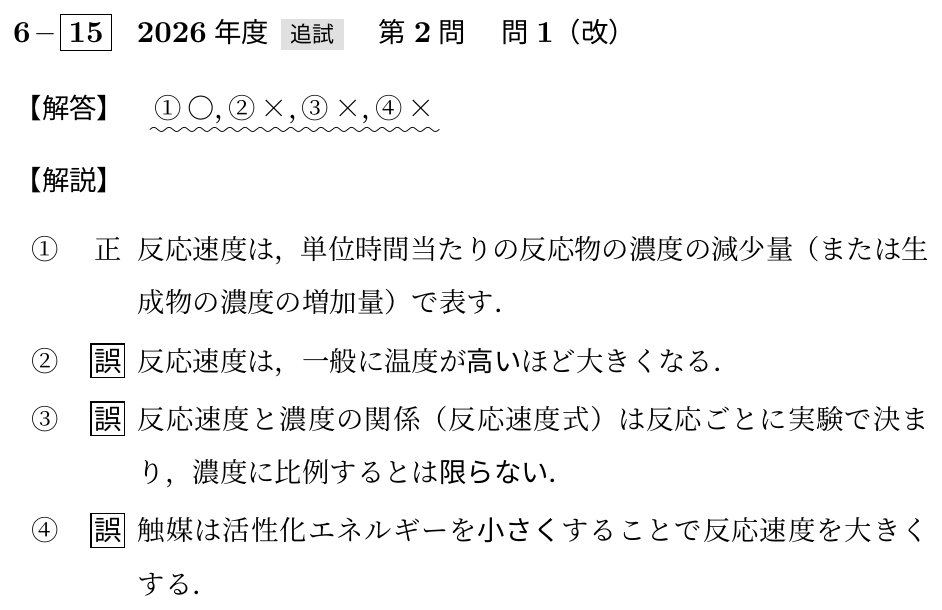 6－15 2026 年度 追試 第 2 問 問 1（改）
【解答】 ① ○, ② ×, ③ ×, ④ ×
【解説】
① 正 反応速度は，単位時間当たりの反応物の濃度の減少量（または生
成物の濃度の増加量）で表す．
② 誤 反応速度は，一般に温度が高いほど大きくなる．
③ 誤 反応速度と濃度の関係（反応速度式）は反応ごとに実験で決ま
り，濃度に比例するとは限らない．
④ 誤 触媒は活性化エネルギーを小さくすることで反応速度を大きく
する．